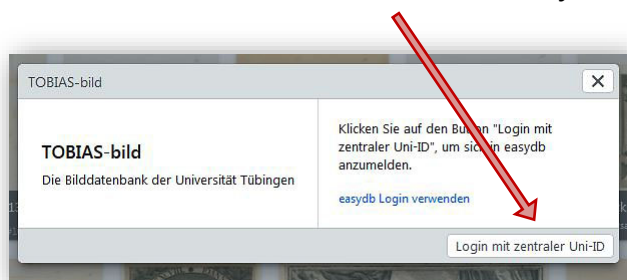 TOBIAS-bild
TOBIAS-bild
Die Bilddatenbank der Universität Tübingen
Klicken Sie auf den Button "Login mit
zentraler Uni-ID", um sich in easydb
anzumelden.
easydb Login verwenden
Login mit zentraler Uni-ID